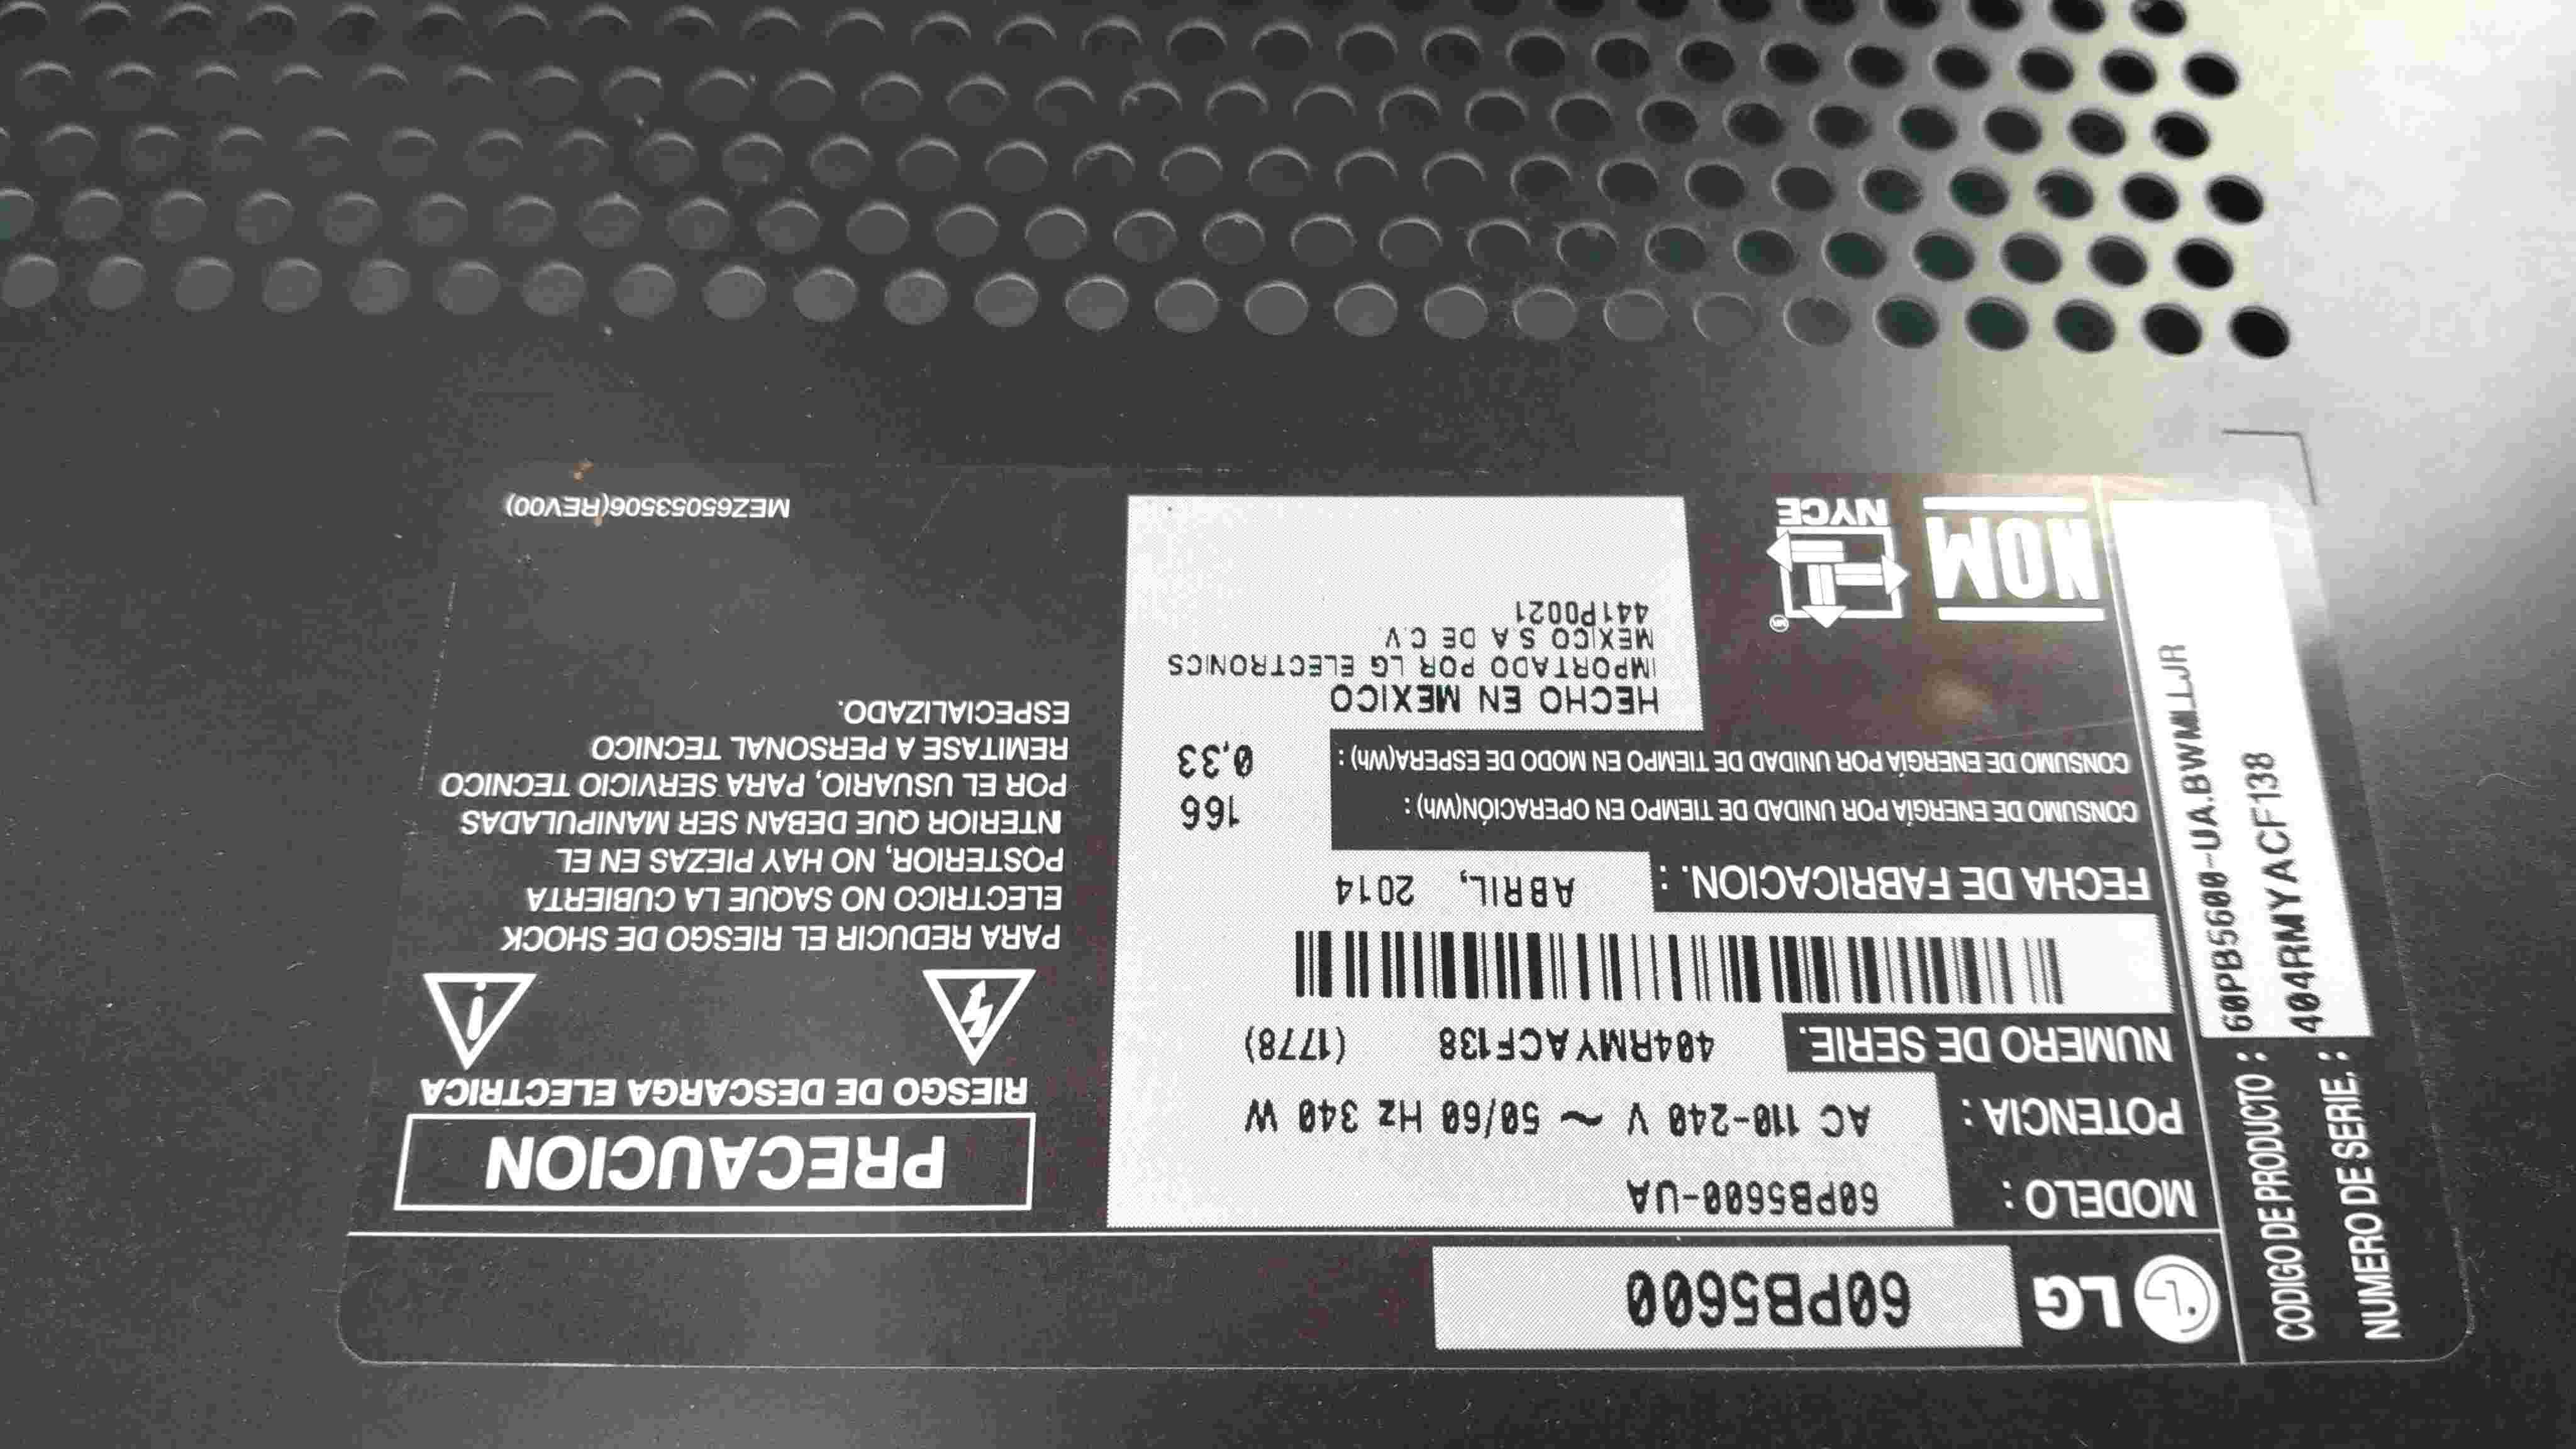 LG 60PB5600
MODELO : 60PB5600-UA
POTENCIA : AC 110-240 V ~ 50/60 Hz 340 W
NUMERO DE SERIE. 404RMYACF138 (1778)
FECHA DE FABRICACION. : ABRIL, 2014
CONSUMO DE ENERGÍA POR UNIDAD DE TIEMPO EN OPERACIÓN(Wh) : 166
CONSUMO DE ENERGÍA POR UNIDAD DE TIEMPO EN MODO DE ESPERA(Wh) : 0,33
HECHO EN MEXICO
IMPORTADO POR LG ELECTRONICS
MEXICO S.A DE C.V.
441P0021
NOM
NYCE
MR
PRECAUCION
RIESGO DE DESCARGA ELECTRICA
PARA REDUCIR EL RIESGO DE SHOCK
ELECTRICO NO SAQUE LA CUBIERTA
POSTERIOR, NO HAY PIEZAS EN EL
INTERIOR QUE DEBAN SER MANIPULADAS
POR EL USUARIO, PARA SERVICIO TECNICO
REMITASE A PERSONAL TECNICO
ESPECIALIZADO.
MEZ65053506(REV00)
CODIGO DE PRODUCTO : 60PB5600-UA.BWMLLJR
NUMERO DE SERIE. : 404RMYACF138